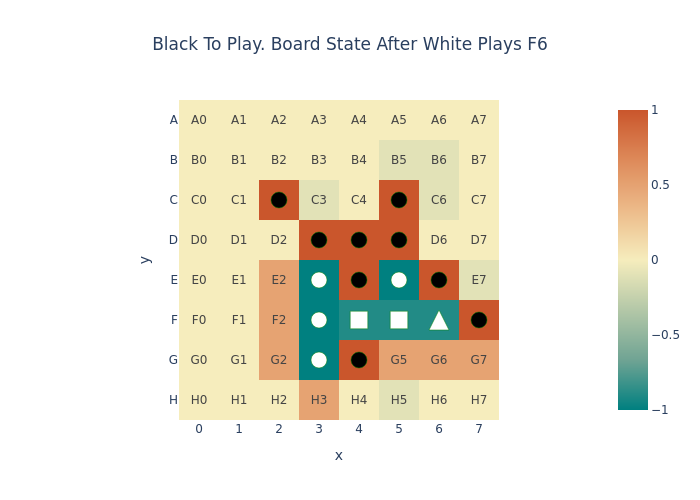 Black To Play. Board State After White Plays F6
A A0 A1 A2 A3 A4 A5 A6 A7
B B0 B1 B2 B3 B4 B5 B6 B7
C C0 C1 C3 C4 C6 C7
D D0 D1 D2 D6 D7
E E0 E1 E2 E7
F F0 F1 F2
G G0 G1 G2 G5 G6 G7
H H0 H1 H2 H3 H4 H5 H6 H7
0 1 2 3 4 5 6 7
x
y
1
0.5
0
−0.5
−1